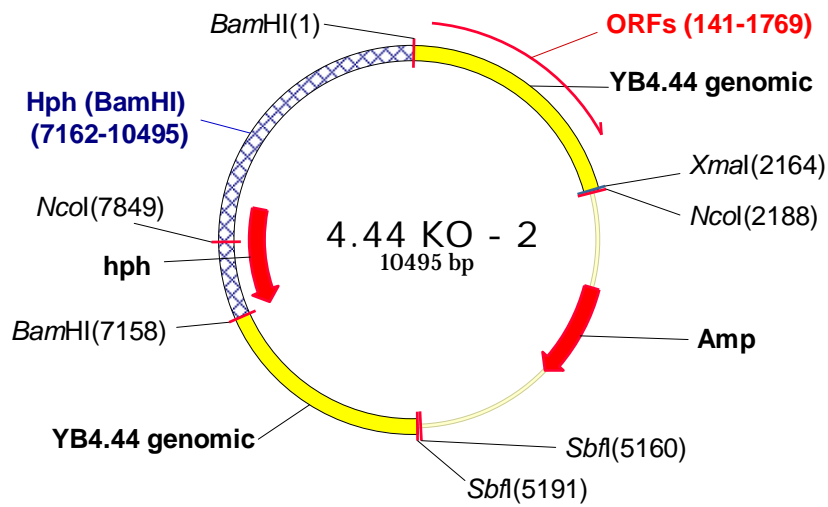 BamHI(1)
ORFs (141-1769)
YB4.44 genomic
Hph (BamHI)
(7162-10495)
XmaI(2164)
NcoI(7849)
NcoI(2188)
4.44 KO - 2
10495 bp
hph
BamHI(7158)
Amp
YB4.44 genomic
SbfI(5160)
SbfI(5191)